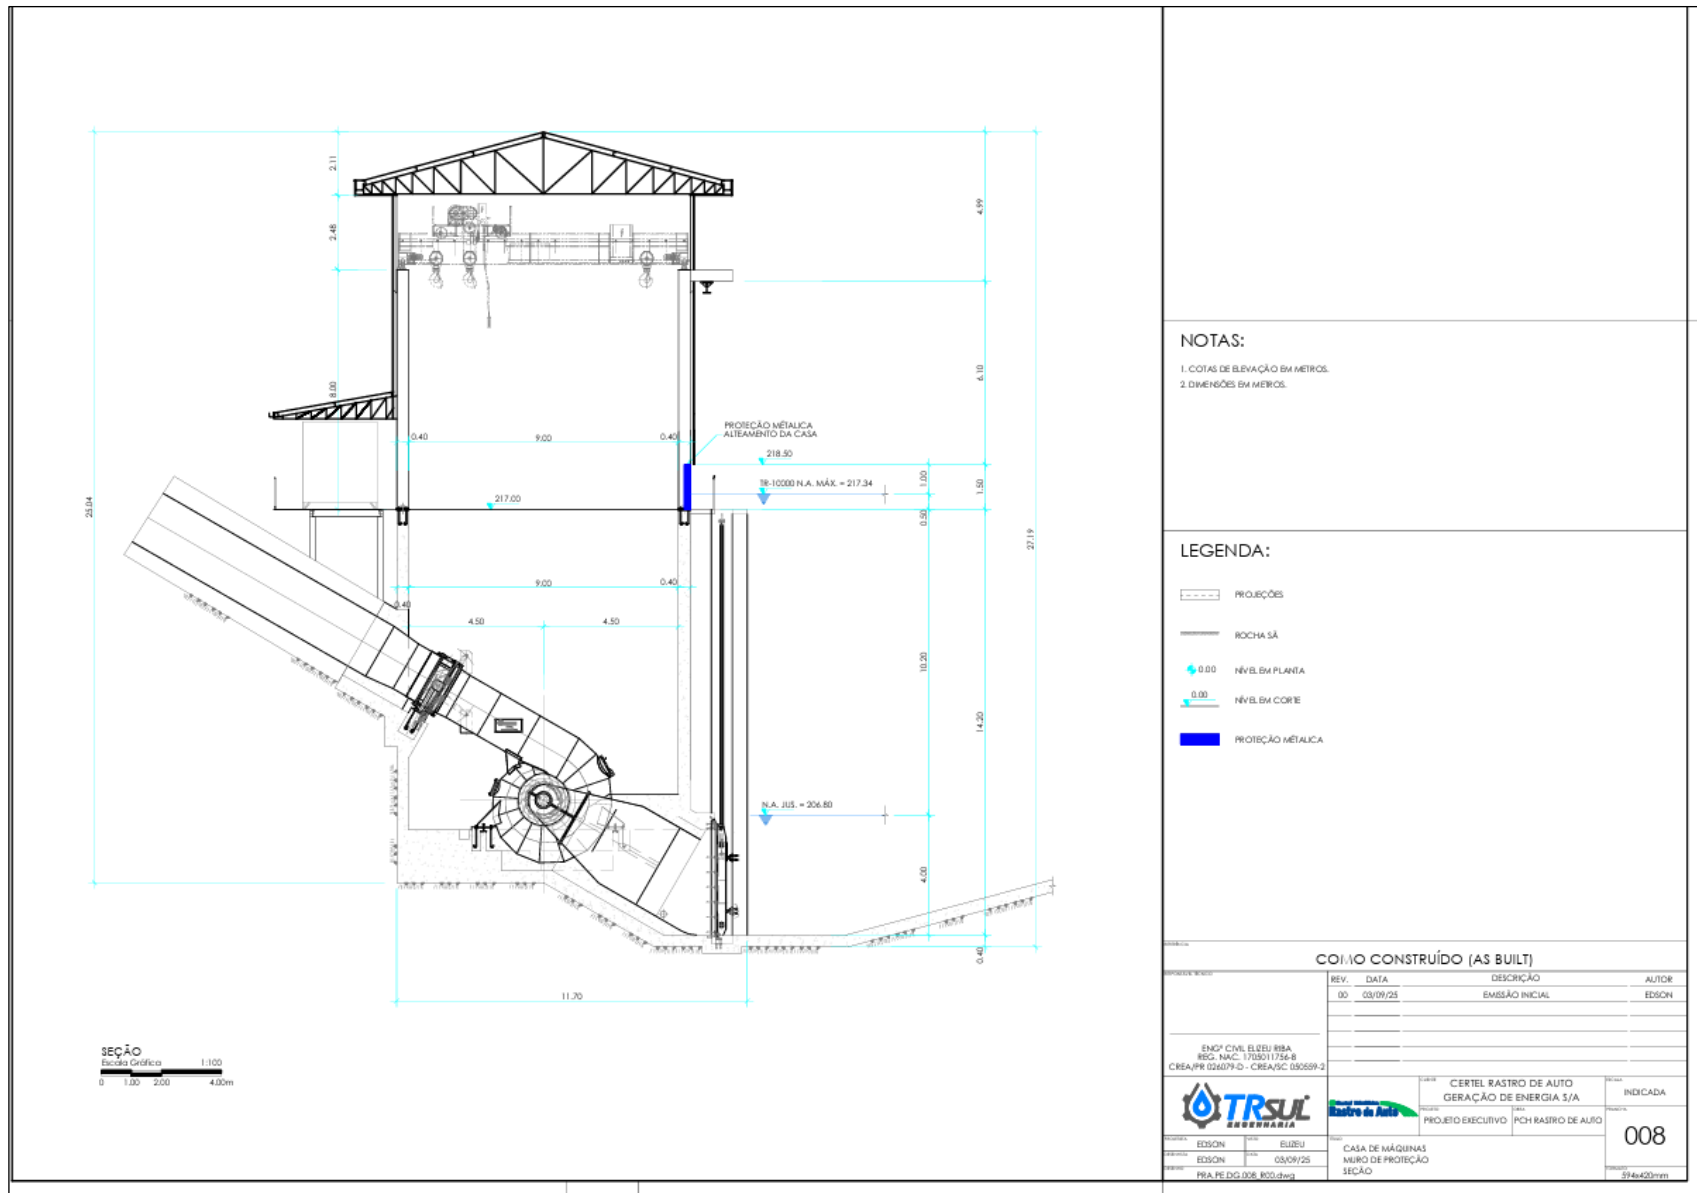 2.11
2.48
4.99
25.04
8.00
6.10
0.40
9.00
0.40
PROTEÇÃO MÉTALICA
ALTEAMENTO DA CASA
218.50
TR-10000 N.A. MÁX. = 217.34
1.00
1.50
217.00
0.50
27.19
9.00
0.40
0.40
4.50
4.50
10.20
14.20
N.A. JUS. = 206.80
4.00
0.40
11.70
SEÇÃO
Escala Gráfica 1:100
0 1.00 2.00 4.00m
NOTAS:
1. COTAS DE ELEVAÇÃO EM METROS.
2. DIMENSÕES EM METROS.
LEGENDA:
PROJEÇÕES
ROCHA SÃ
0.00 NÍVEL EM PLANTA
0.00 NÍVEL EM CORTE
PROTEÇÃO MÉTALICA
COMO CONSTRUÍDO (AS BUILT)
REV. DATA DESCRIÇÃO AUTOR
00 03/09/25 EMISSÃO INICIAL EDSON
ENGº CIVIL ELIZEU RIBA
REG. NAC. 1705011756-8
CREA/PR 026079-D - CREA/SC 050559-2
TRSUL
ENGENHARIA
Rastro de Auto
CERTEL RASTRO DE AUTO
GERAÇÃO DE ENERGIA S/A
INDICADA
PROJETO EXECUTIVO
PCH RASTRO DE AUTO
008
EDSON ELIZEU
EDSON 03/09/25
PRA.PE.DG.008_R00.dwg
CASA DE MÁQUINAS
MURO DE PROTEÇÃO
SEÇÃO
594x420mm